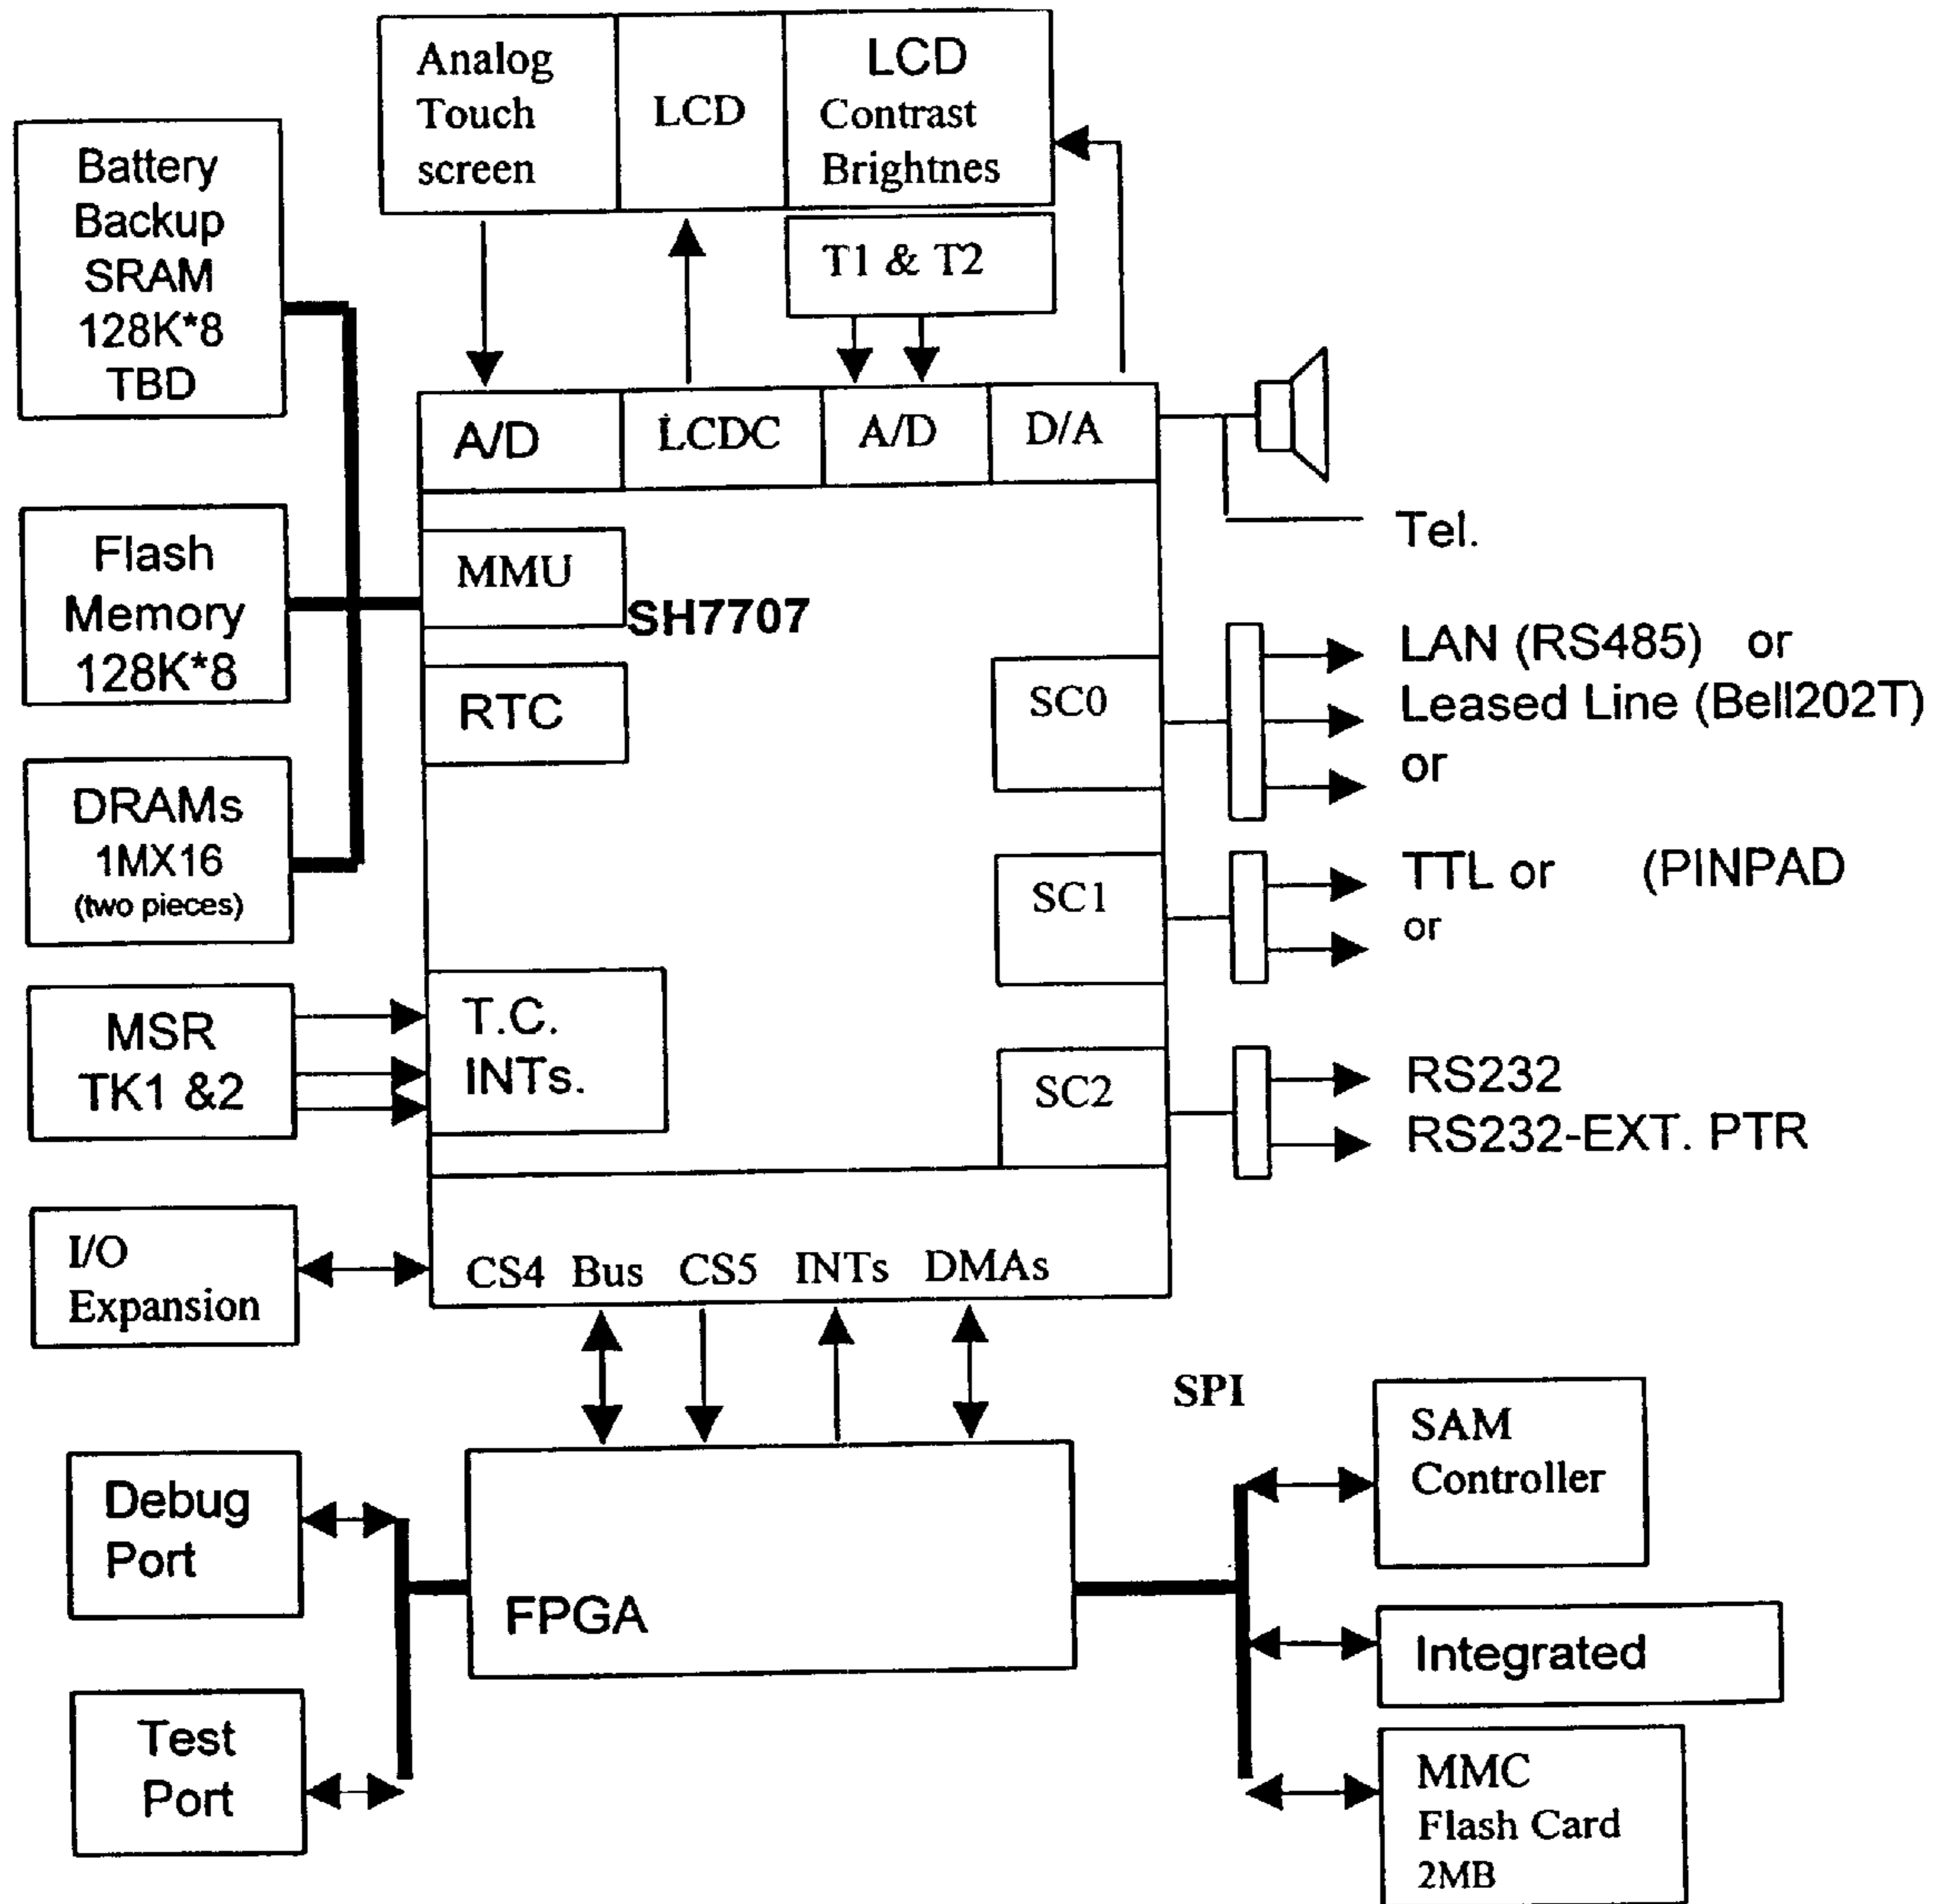 Analog
Touch
screen
LCD
LCD
Contrast
Brightnes
T1 & T2
Battery
Backup
SRAM
128K*8
TBD
Flash
Memory
128K*8
DRAMs
1MX16
(two pieces)
MSR
TK1 &2
I/O
Expansion
A/D
LCDC
A/D
D/A
MMU
SH7707
RTC
T.C.
INTs.
SC0
SC1
SC2
CS4 Bus CS5 INTs DMAs
Tel.
LAN (RS485) or
Leased Line (Bell202T)
or
TTL or (PINPAD
or
RS232
RS232-EXT. PTR
Debug
Port
Test
Port
FPGA
SPI
SAM
Controller
Integrated
MMC
Flash Card
2MB